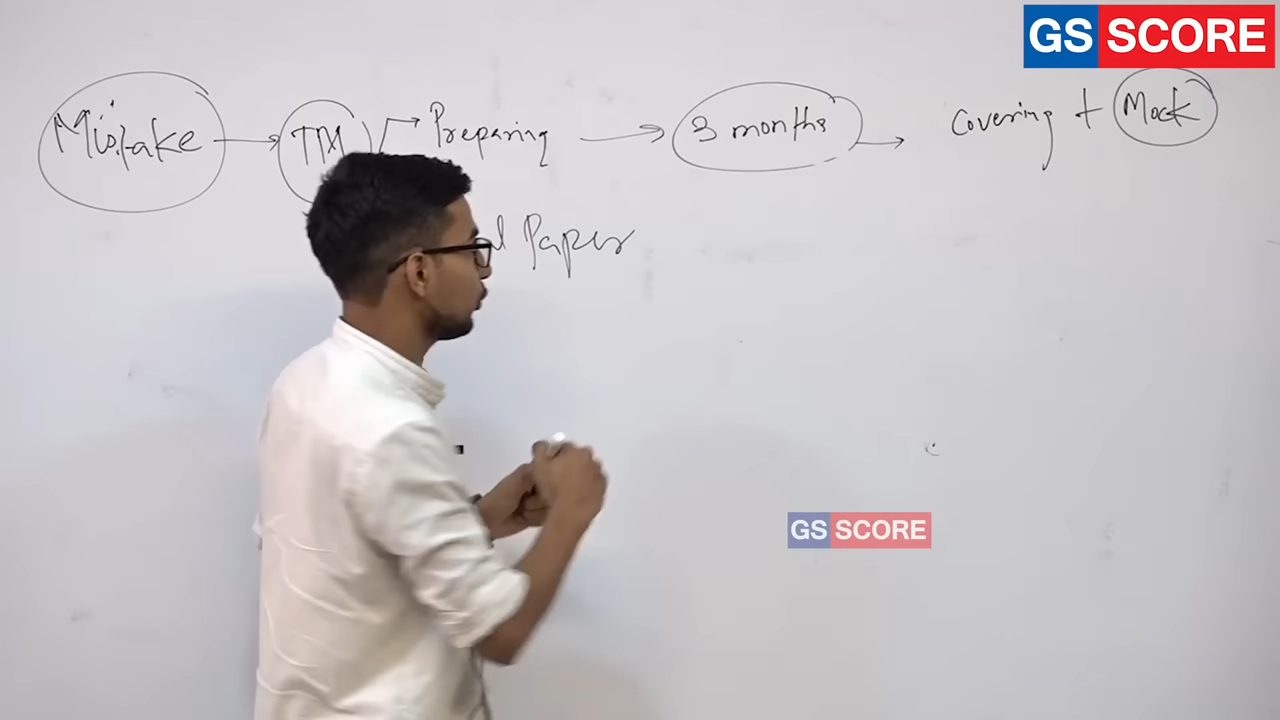 GS SCORE
Mistake → TM → Preparing → 3 months → Covering + Mock
Paper
GS SCORE